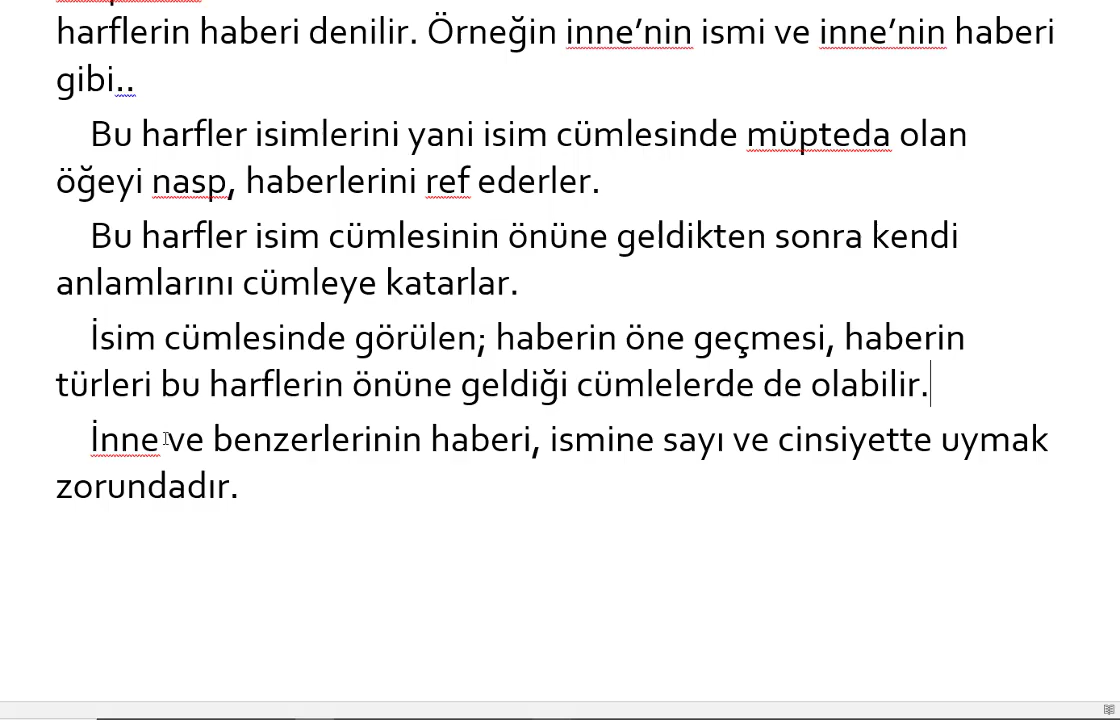 harflerin haberi denilir. Örneğin inne’nin ismi ve inne’nin haberi
gibi..
Bu harfler isimlerini yani isim cümlesinde müpteda olan
öğeyi nasp, haberlerini ref ederler.
Bu harfler isim cümlesinin önüne geldikten sonra kendi
anlamlarını cümleye katarlar.
İsim cümlesinde görülen; haberin öne geçmesi, haberin
türleri bu harflerin önüne geldiği cümlelerde de olabilir.
İnne ve benzerlerinin haberi, ismine sayı ve cinsiyette uymak
zorundadır.